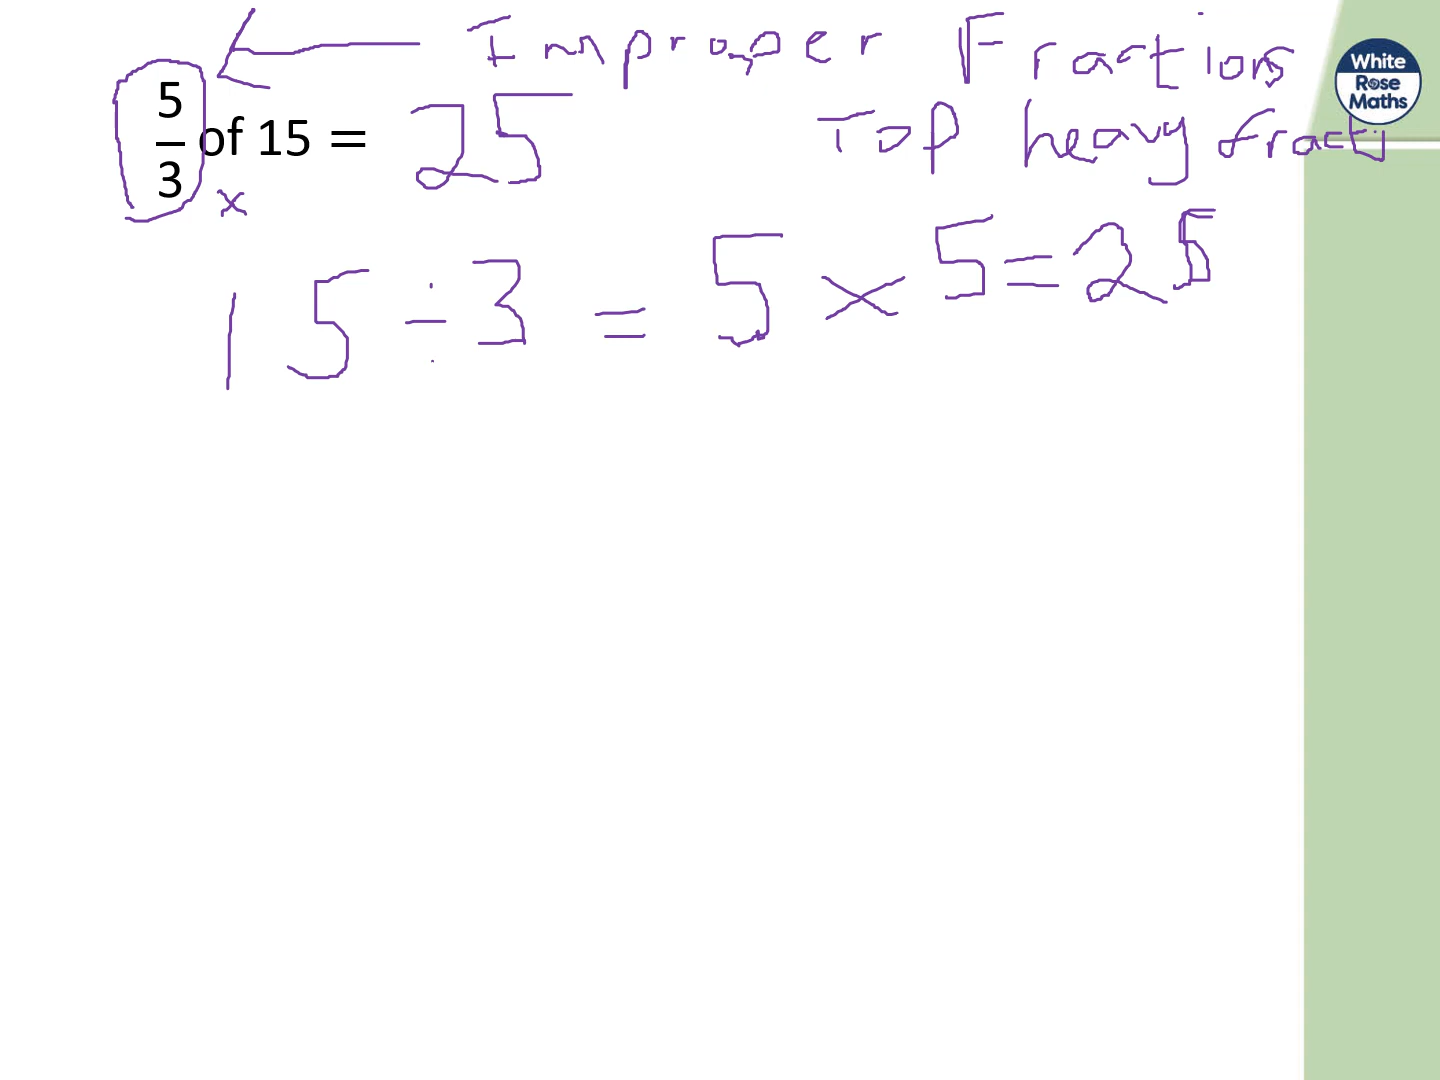 Improper Fractions
White Rose Maths
5/3 of 15 = 25
Top heavy fracti
x
15 ÷ 3 = 5 x 5 = 25